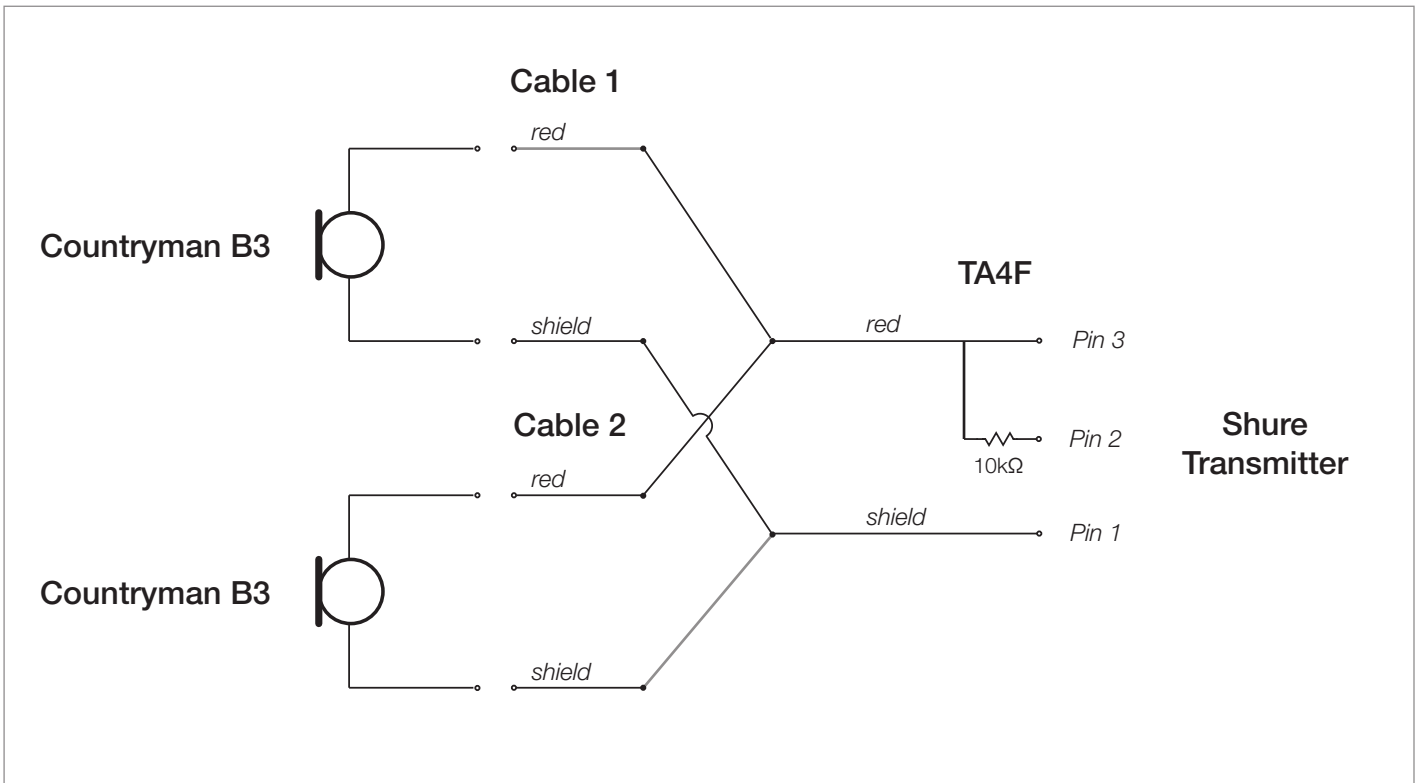 Cable 1
red
Countryman B3
TA4F
shield
red
Pin 3
Cable 2
Pin 2
Shure
Transmitter
10kΩ
red
shield
Pin 1
Countryman B3
shield